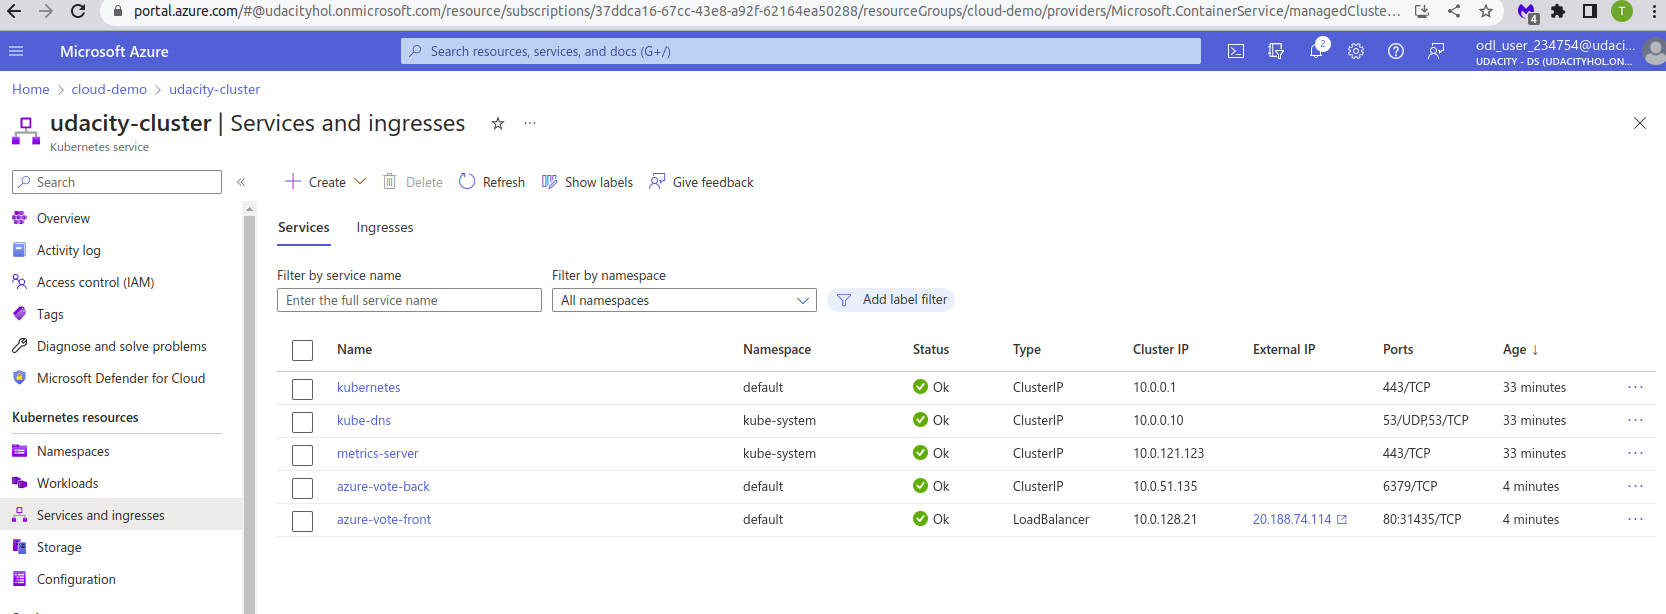 portal.azure.com/#@udacityhol.onmicrosoft.com/resource/subscriptions/37ddca16-67cc-43e8-a92f-62164ea50288/resourceGroups/cloud-demo/providers/Microsoft.ContainerService/managedCluste...
4
T
Microsoft Azure
Search resources, services, and docs (G+/)
2
odl_user_234754@udaci...
UDACITY - DS (UDACITYHOL.ON...
Home > cloud-demo > udacity-cluster
udacity-cluster | Services and ingresses
Kubernetes service
Search
Create Delete Refresh Show labels Give feedback
Overview
Activity log
Access control (IAM)
Tags
Diagnose and solve problems
Microsoft Defender for Cloud
Kubernetes resources
Namespaces
Workloads
Services and ingresses
Storage
Configuration
Services Ingresses
Filter by service name Filter by namespace
Enter the full service name All namespaces Add label filter
Name Namespace Status Type Cluster IP External IP Ports Age ↓
kubernetes default Ok ClusterIP 10.0.0.1 443/TCP 33 minutes
kube-dns kube-system Ok ClusterIP 10.0.0.10 53/UDP,53/TCP 33 minutes
metrics-server kube-system Ok ClusterIP 10.0.121.123 443/TCP 33 minutes
azure-vote-back default Ok ClusterIP 10.0.51.135 6379/TCP 4 minutes
azure-vote-front default Ok LoadBalancer 10.0.128.21 20.188.74.114 80:31435/TCP 4 minutes